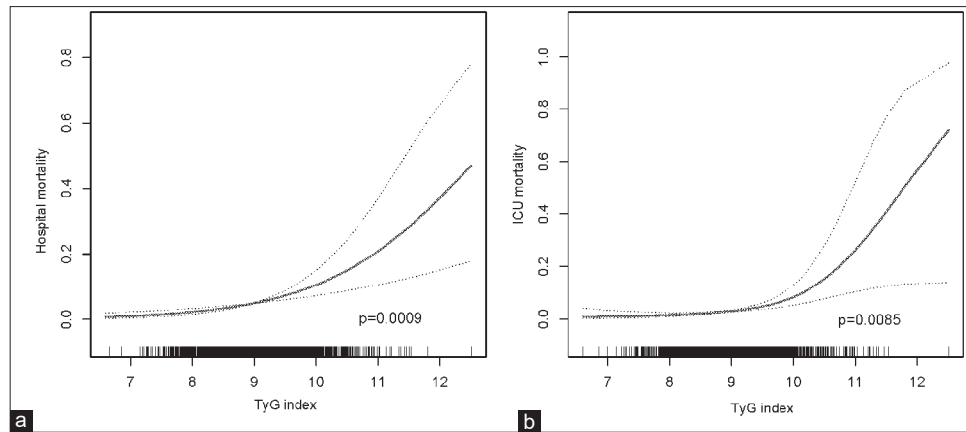 0.8
0.6
0.4
0.2
0.0
Hospital mortality
p=0.0009
7 8 9 10 11 12
TyG index
a
1.0
0.8
0.6
0.4
0.2
0.0
ICU mortality
p=0.0085
7 8 9 10 11 12
TyG index
b